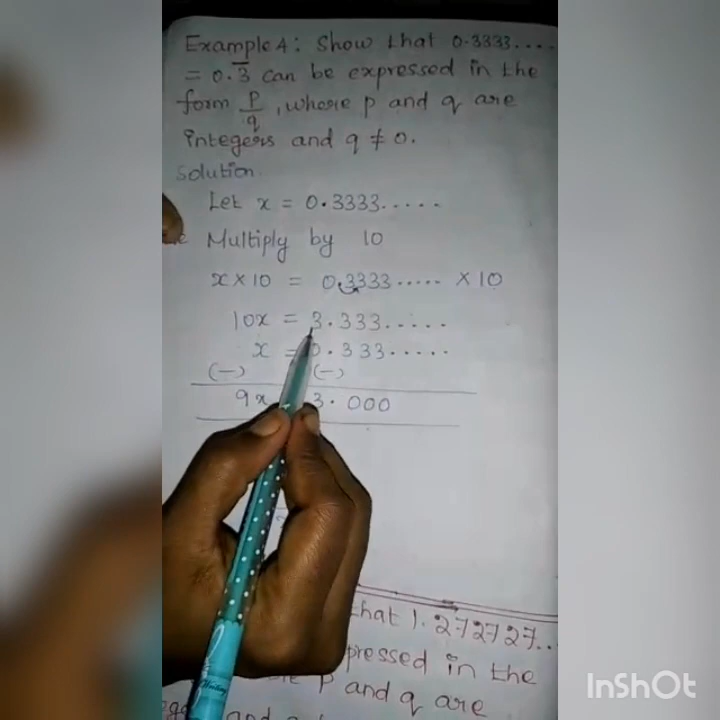 Example 4: Show that 0.3333....
= 0.3̅ can be expressed in the
form p/q, where p and q are
integers and q ≠ 0.
Solution.
Let x = 0.3333.....
Multiply by 10
x × 10 = 0.3333..... × 10
10x = 3.333.....
x = 0.333.....
(-) (-)
9x 3.000
that 1.272727..
pressed in the
p and q are
and
InShOt